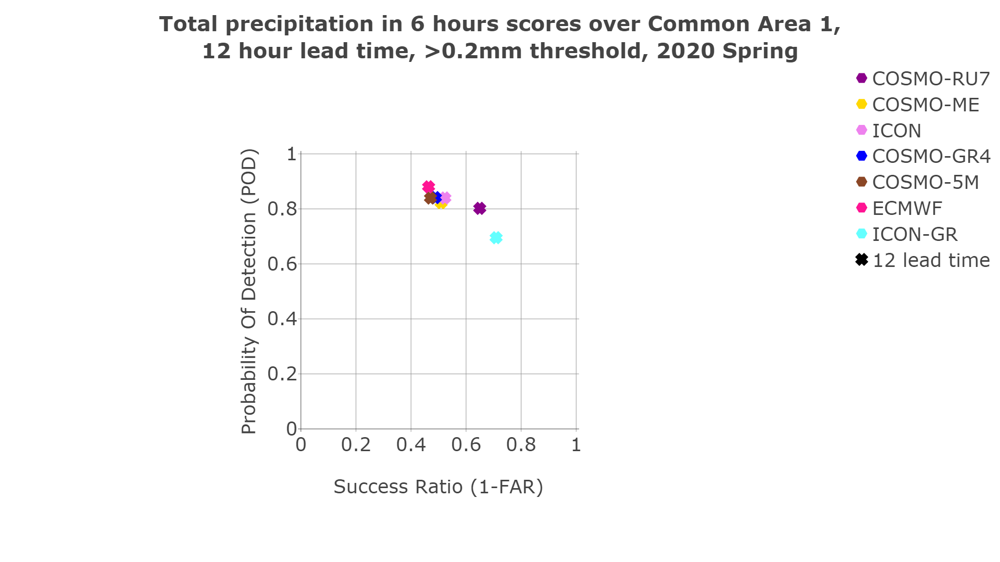 Total precipitation in 6 hours scores over Common Area 1,
12 hour lead time, >0.2mm threshold, 2020 Spring
COSMO-RU7
COSMO-ME
ICON
COSMO-GR4
COSMO-5M
ECMWF
ICON-GR
12 lead time
Probability Of Detection (POD)
1
0.8
0.6
0.4
0.2
0
0 0.2 0.4 0.6 0.8 1
Success Ratio (1-FAR)